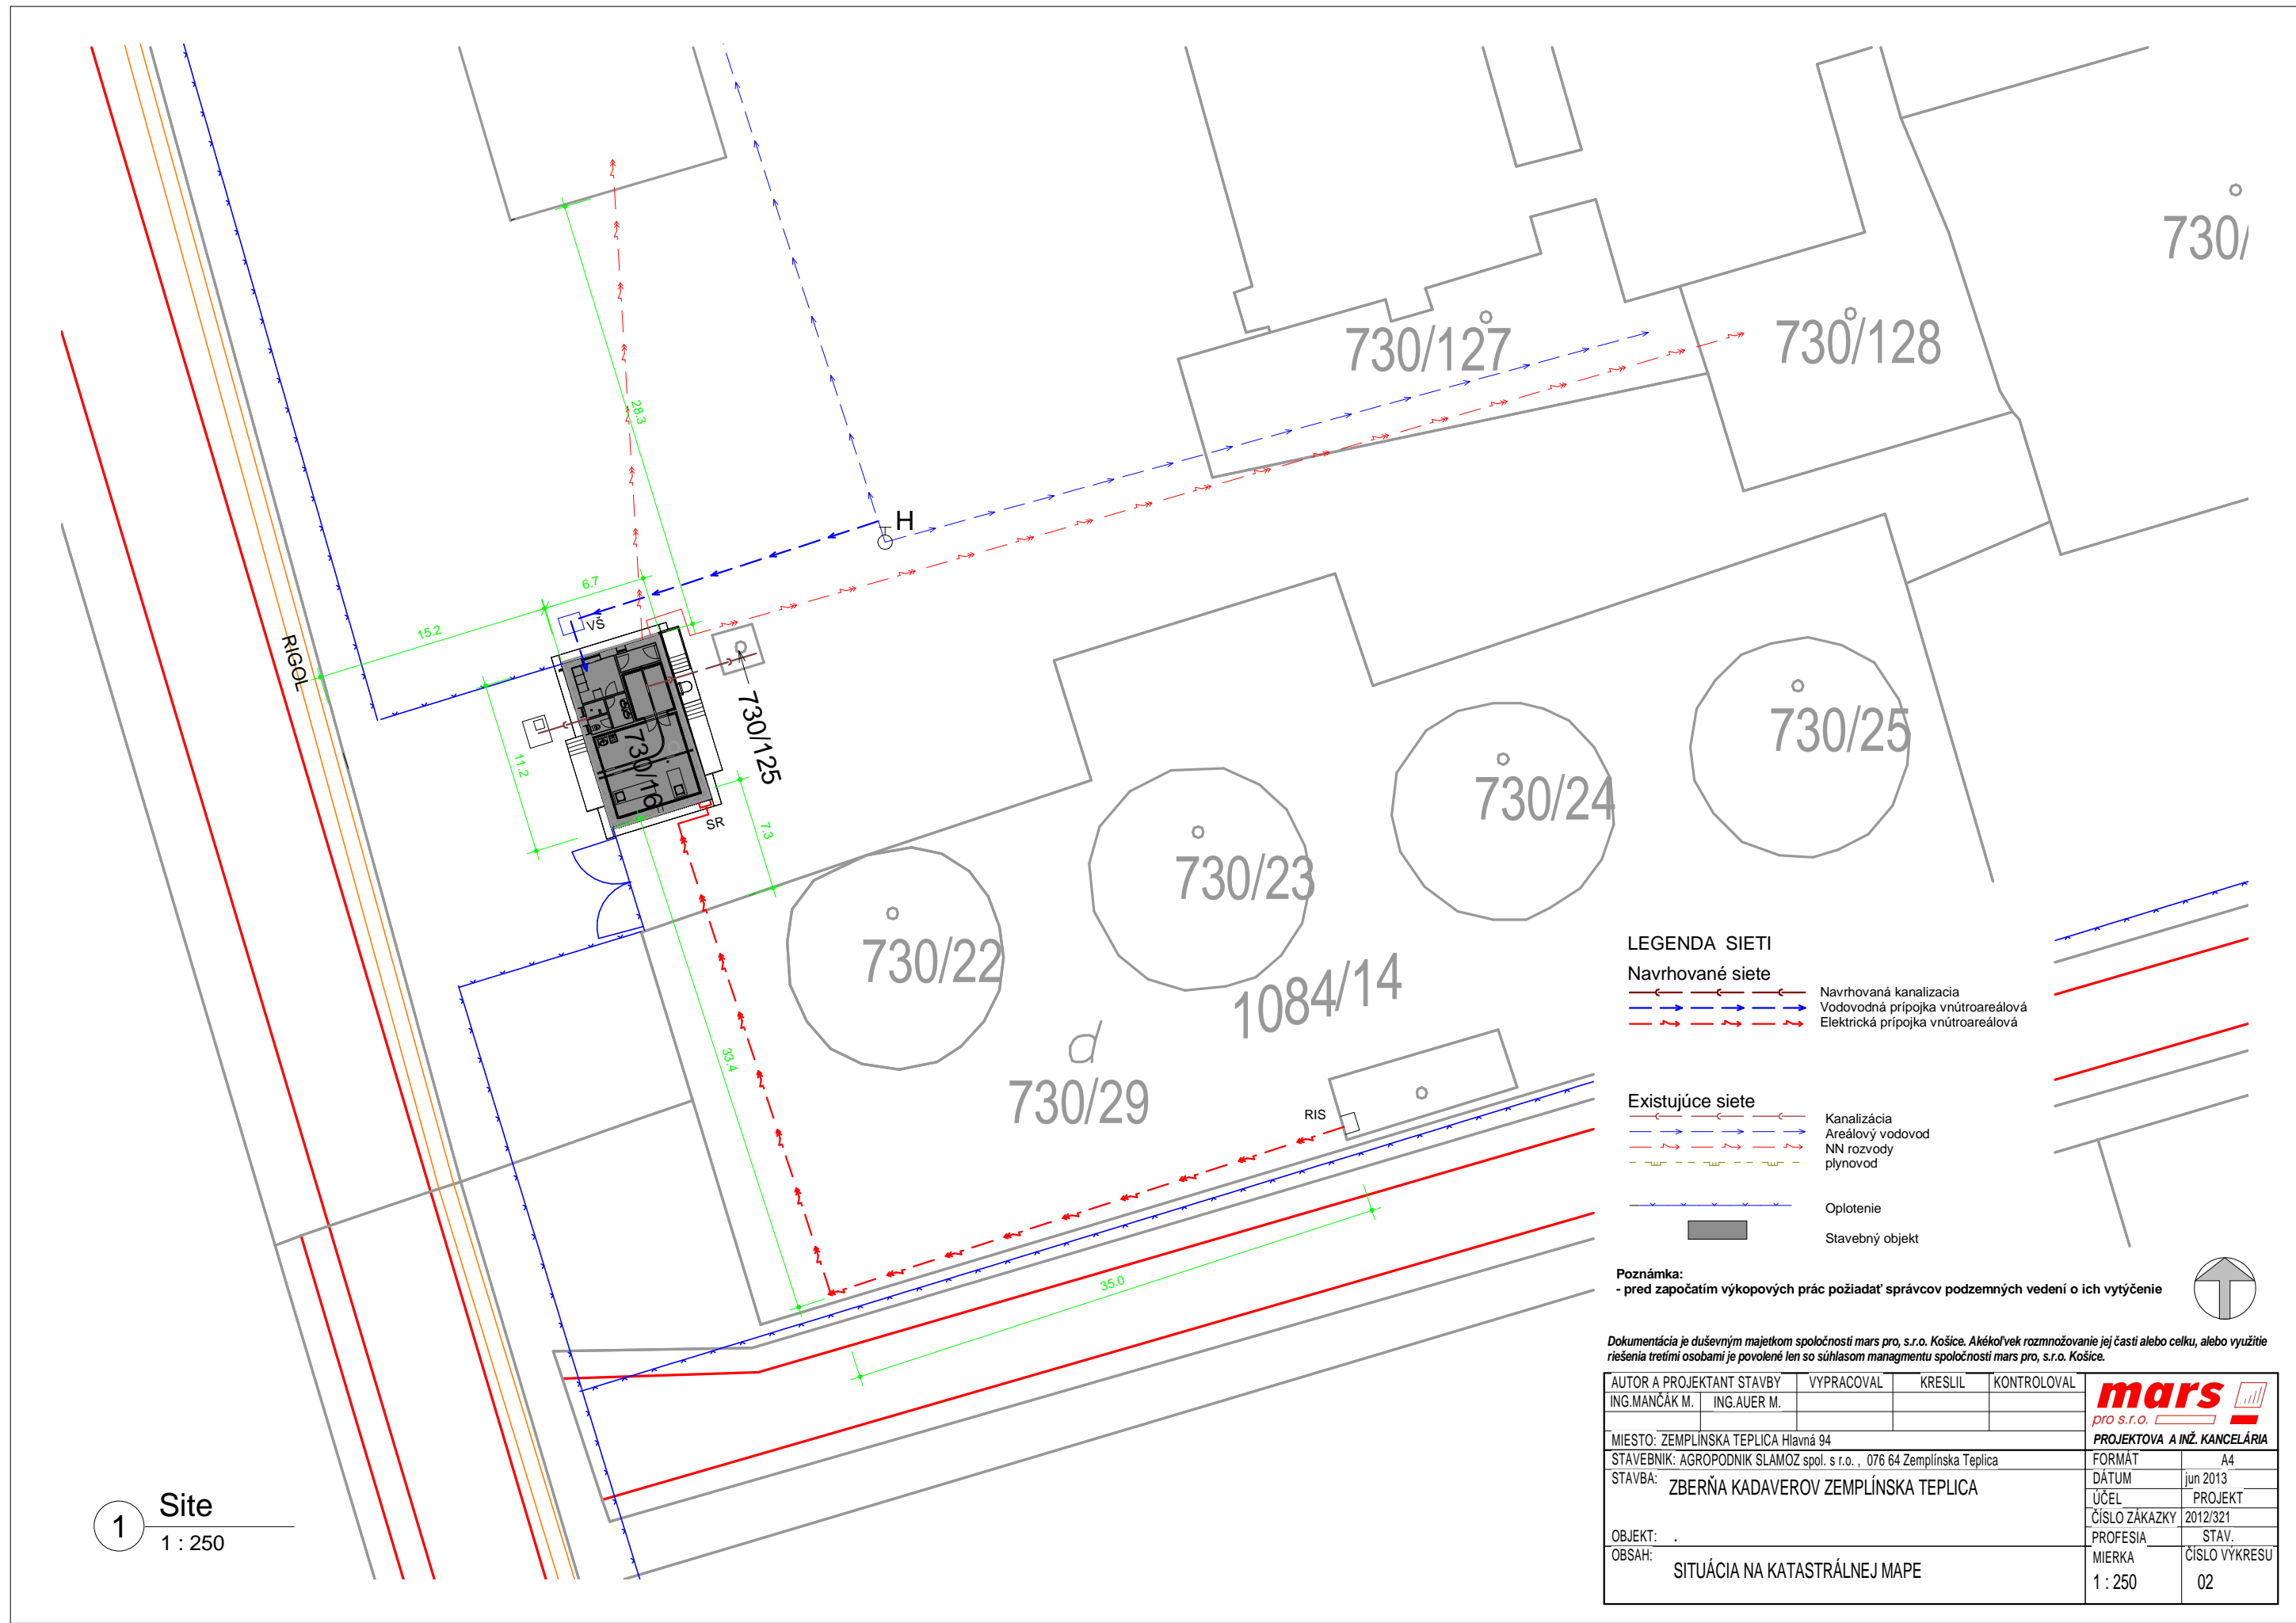 730/
730/127
730/128
28.3
H
6.7
15.2
VŠ
RIGOL
730/125
730/16
11.2
SR
7.3
730/25
730/24
730/23
730/22
1084/14
d
730/29
33.4
RIS
35.0
LEGENDA SIETI
Navrhované siete
Navrhovaná kanalizacia
Vodovodná prípojka vnútroareálová
Elektrická prípojka vnútroareálová
Existujúce siete
Kanalizácia
Areálový vodovod
NN rozvody
plynovod
Oplotenie
Stavebný objekt
Poznámka:
- pred započatím výkopových prác požiadať správcov podzemných vedení o ich vytýčenie
Dokumentácia je duševným majetkom spoločnosti mars pro, s.r.o. Košice. Akékoľvek rozmnožovanie jej časti alebo celku, alebo využitie
riešenia tretími osobami je povolené len so súhlasom managmentu spoločnosti mars pro, s.r.o. Košice.
AUTOR A PROJEKTANT STAVBY VYPRACOVAL KRESLIL KONTROLOVAL
ING.MANČÁK M. ING.AUER M.
mars
pro s.r.o.
PROJEKTOVA A INŽ. KANCELÁRIA
MIESTO: ZEMPLÍNSKA TEPLICA Hlavná 94
STAVEBNIK: AGROPODNIK SLAMOZ spol. s r.o. , 076 64 Zemplínska Teplica
STAVBA: ZBERŇA KADAVEROV ZEMPLÍNSKA TEPLICA
OBJEKT: .
OBSAH: SITUÁCIA NA KATASTRÁLNEJ MAPE
FORMÁT A4
DÁTUM jun 2013
ÚČEL PROJEKT
ČÍSLO ZÁKAZKY 2012/321
PROFESIA STAV.
MIERKA ČÍSLO VÝKRESU
1 : 250 02
1 Site
1 : 250